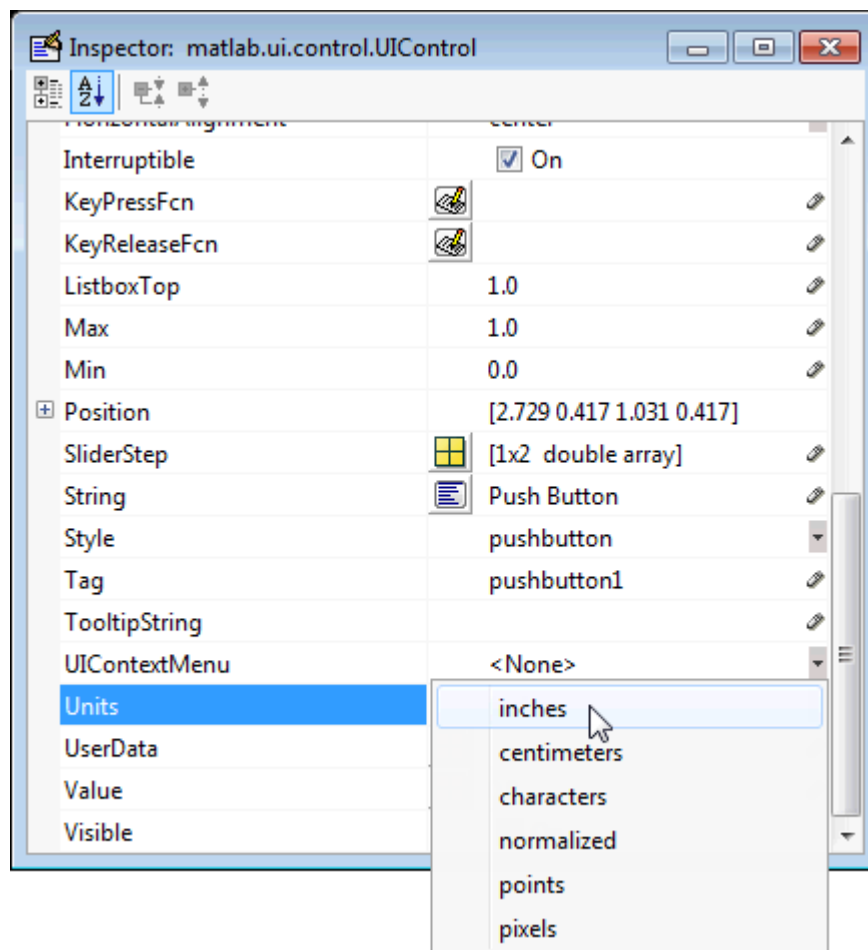 Inspector: matlab.ui.control.UIControl
HorizontalAlignment center
Interruptible On
KeyPressFcn
KeyReleaseFcn
ListboxTop 1.0
Max 1.0
Min 0.0
Position [2.729 0.417 1.031 0.417]
SliderStep [1x2 double array]
String Push Button
Style pushbutton
Tag pushbutton1
TooltipString
UIContextMenu <None>
Units inches
UserData centimeters
Value characters
Visible normalized
points
pixels